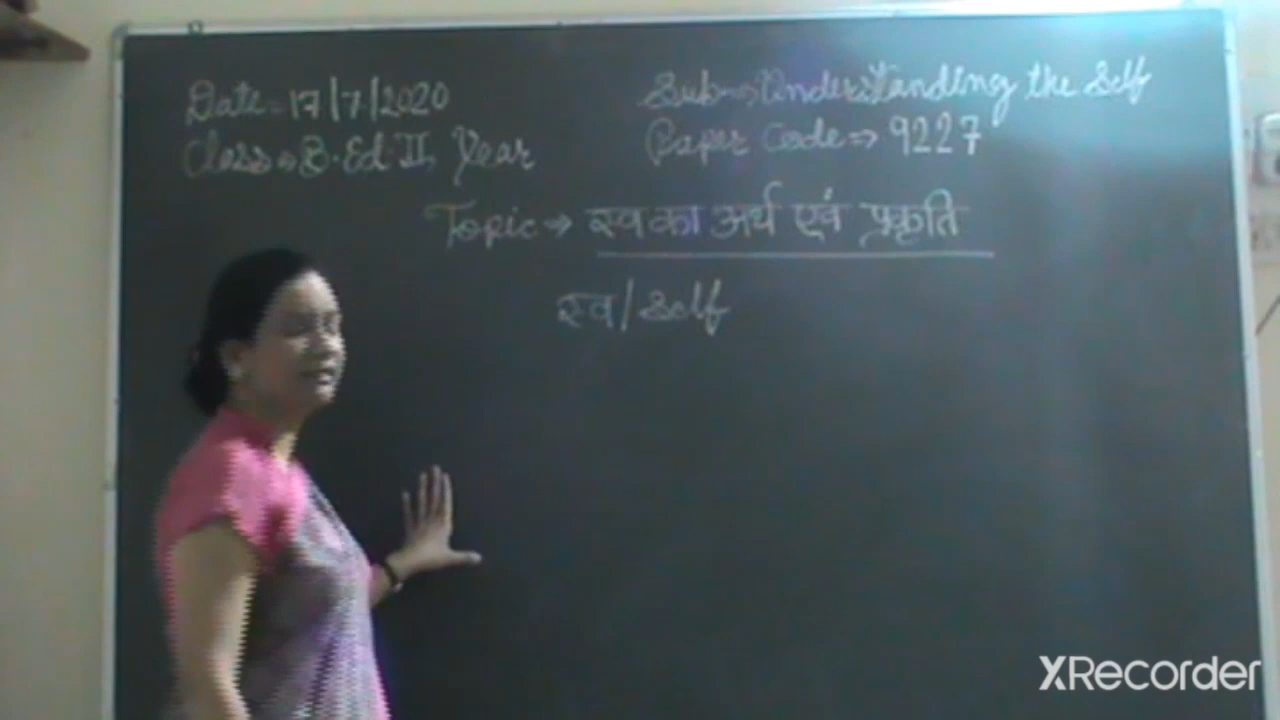 Date = 17/7/2020
Sub => Understanding the Self
Class => B.Ed II, Year
Paper Code => 9227
Topic => स्व का अर्थ एवं प्रकृति
स्व/Self
XRecorder